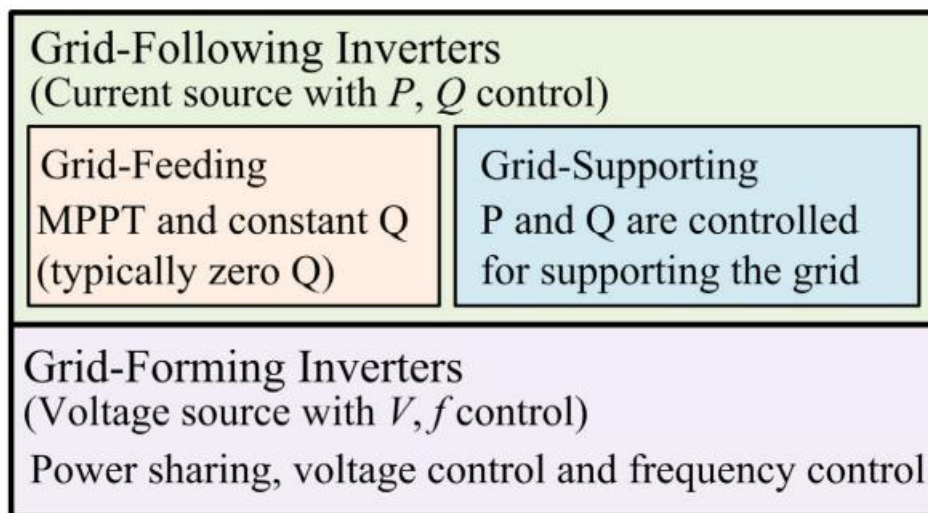 Grid-Following Inverters
(Current source with P, Q control)
Grid-Feeding
MPPT and constant Q
(typically zero Q)
Grid-Supporting
P and Q are controlled
for supporting the grid
Grid-Forming Inverters
(Voltage source with V, f control)
Power sharing, voltage control and frequency control